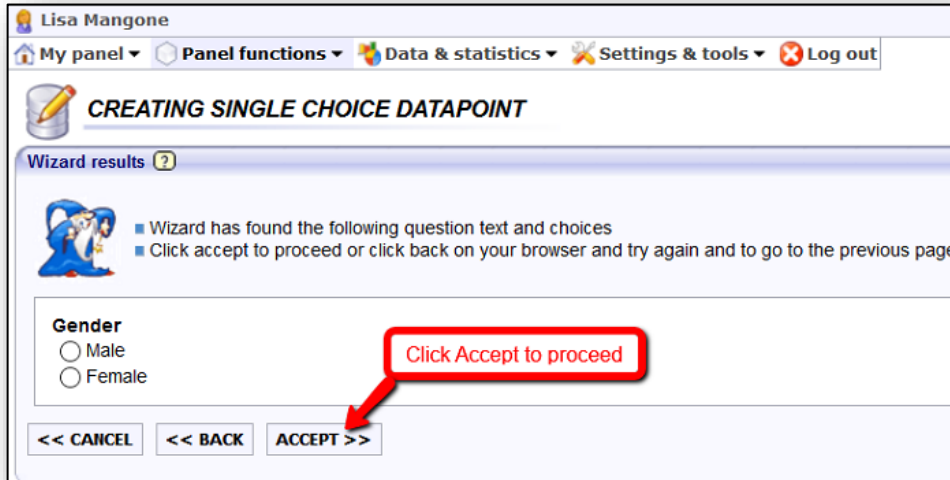 Lisa Mangone
My panel Panel functions Data & statistics Settings & tools Log out
CREATING SINGLE CHOICE DATAPOINT
Wizard results ?
Wizard has found the following question text and choices
Click accept to proceed or click back on your browser and try again and to go to the previous page
Gender
Male
Female
Click Accept to proceed
<< CANCEL << BACK ACCEPT >>